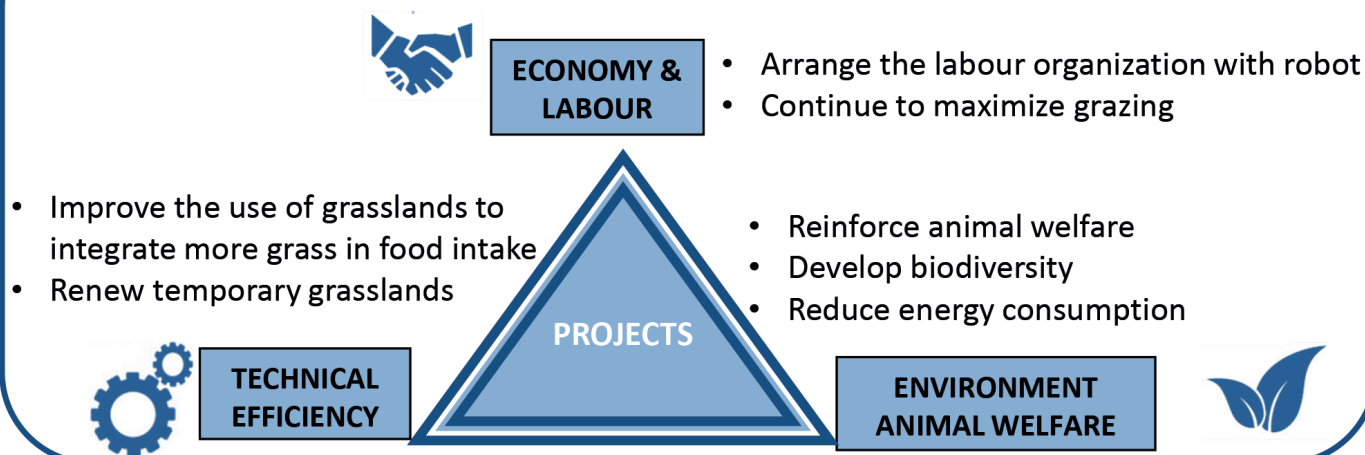 ECONOMY &
LABOUR
• Arrange the labour organization with robot
• Continue to maximize grazing
• Improve the use of grasslands to
integrate more grass in food intake
• Renew temporary grasslands
• Reinforce animal welfare
• Develop biodiversity
• Reduce energy consumption
PROJECTS
TECHNICAL
EFFICIENCY
ENVIRONMENT
ANIMAL WELFARE